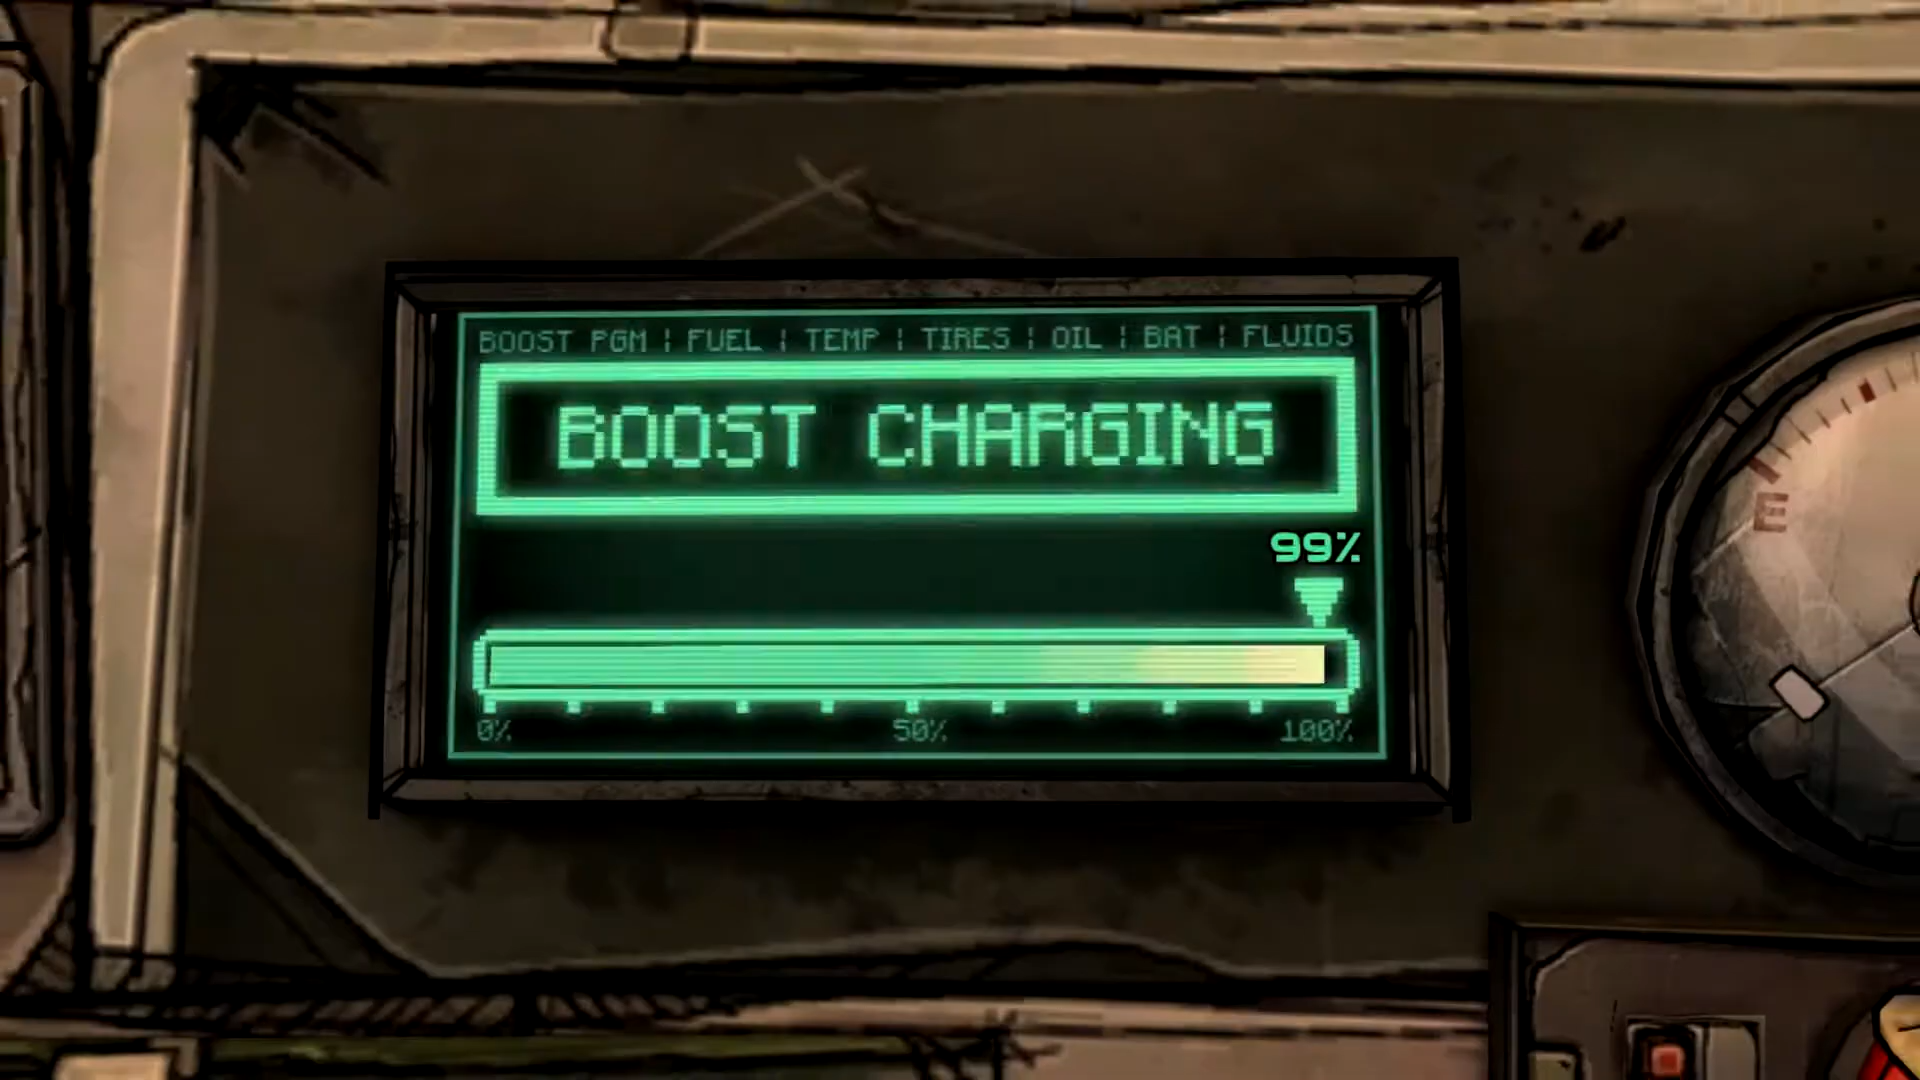 BOOST PGM ¦ FUEL ¦ TEMP ¦ TIRES ¦ OIL ¦ BAT ¦ FLUIDS
BOOST CHARGING
99%
0% 50% 100%
E